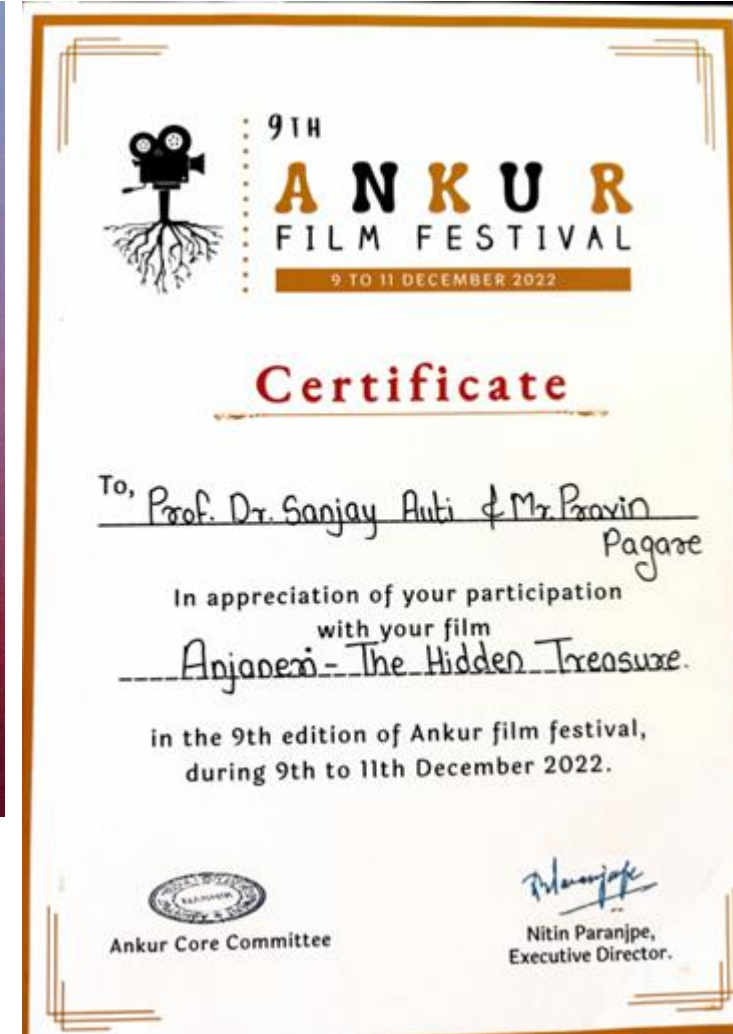 9TH
ANKUR
FILM FESTIVAL
9 TO 11 DECEMBER 2022
Certificate
To, Prof. Dr. Sanjay Auti & Mr. Pravin
Pagare
In appreciation of your participation
with your film
Anjaneri - The Hidden Treasure.
in the 9th edition of Ankur film festival,
during 9th to 11th December 2022.
Ankur Core Committee
Nitin Paranjpe,
Executive Director.